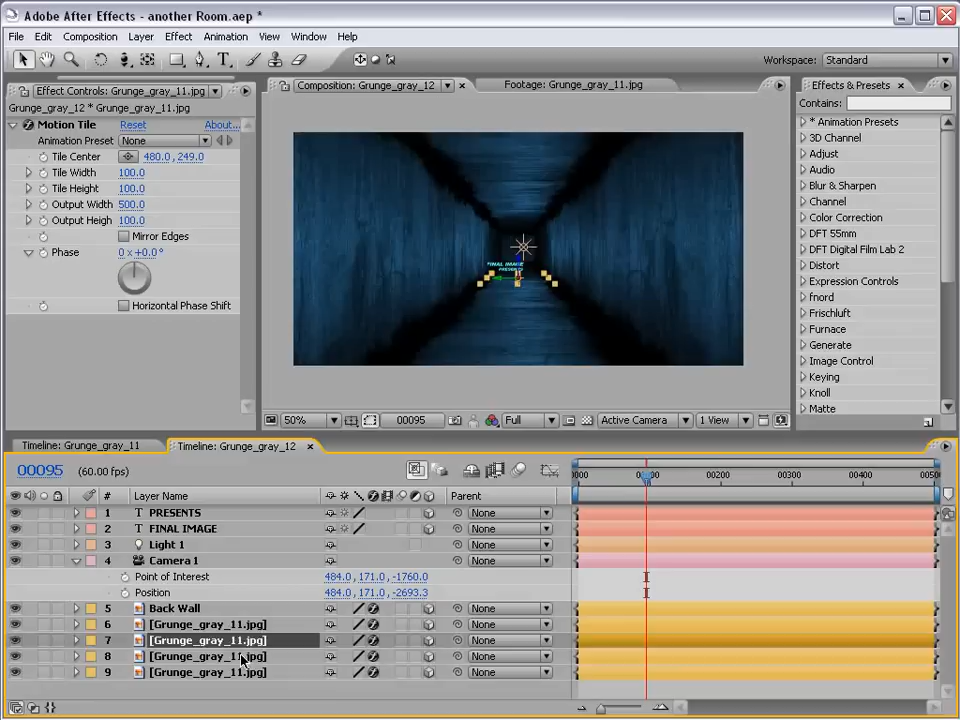 Adobe After Effects - another Room.aep *
File Edit Composition Layer Effect Animation View Window Help
Workspace: Standard
Effect Controls: Grunge_gray_11.jpg
Grunge_gray_12 * Grunge_gray_11.jpg
Motion Tile Reset About...
Animation Preset None
Tile Center 480.0, 249.0
Tile Width 100.0
Tile Height 100.0
Output Width 500.0
Output Heigh 100.0
Mirror Edges
Phase 0 x+0.0°
Horizontal Phase Shift
Composition: Grunge_gray_12
Footage: Grunge_gray_11.jpg
FINAL IMAGE
PRESENTS
50% 00095 Full Active Camera 1 View
Effects & Presets
Contains:
* Animation Presets
3D Channel
Adjust
Audio
Blur & Sharpen
Channel
Color Correction
DFT 55mm
DFT Digital Film Lab 2
Distort
Expression Controls
fnord
Frischluft
Furnace
Generate
Image Control
Keying
Knoll
Matte
Timeline: Grunge_gray_11 Timeline: Grunge_gray_12
00095 (60.00 fps)
# Layer Name Parent
1 T PRESENTS None
2 T FINAL IMAGE None
3 Light 1 None
4 Camera 1 None
Point of Interest 484.0, 171.0, -1760.0
Position 484.0, 171.0, -2693.3
5 Back Wall None
6 [Grunge_gray_11.jpg] None
7 [Grunge_gray_11.jpg] None
8 [Grunge_gray_11.jpg] None
9 [Grunge_gray_11.jpg] None
00200 00300 00400